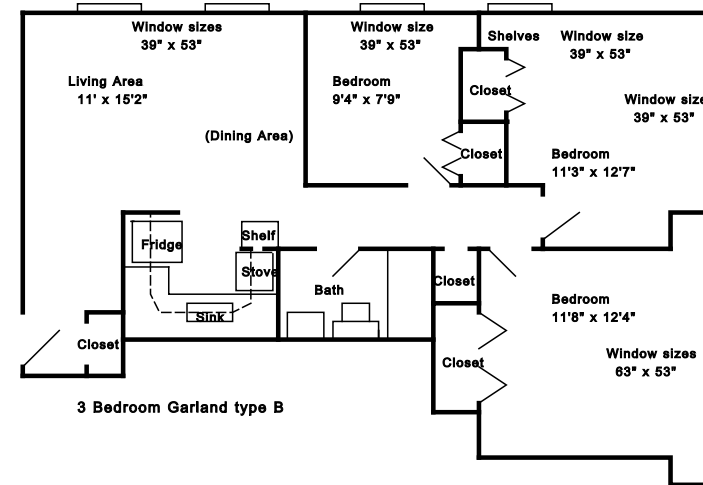 Window sizes
39" x 53"
Window size
39" x 53"
Shelves
Window size
39" x 53"
Living Area
11' x 15'2"
Bedroom
9'4" x 7'9"
Closet
Window size
39" x 53"
(Dining Area)
Closet
Bedroom
11'3" x 12'7"
Fridge
Shelf
Stove
Sink
Bath
Closet
Bedroom
11'8" x 12'4"
Closet
Closet
Window sizes
63" x 53"
3 Bedroom Garland type B